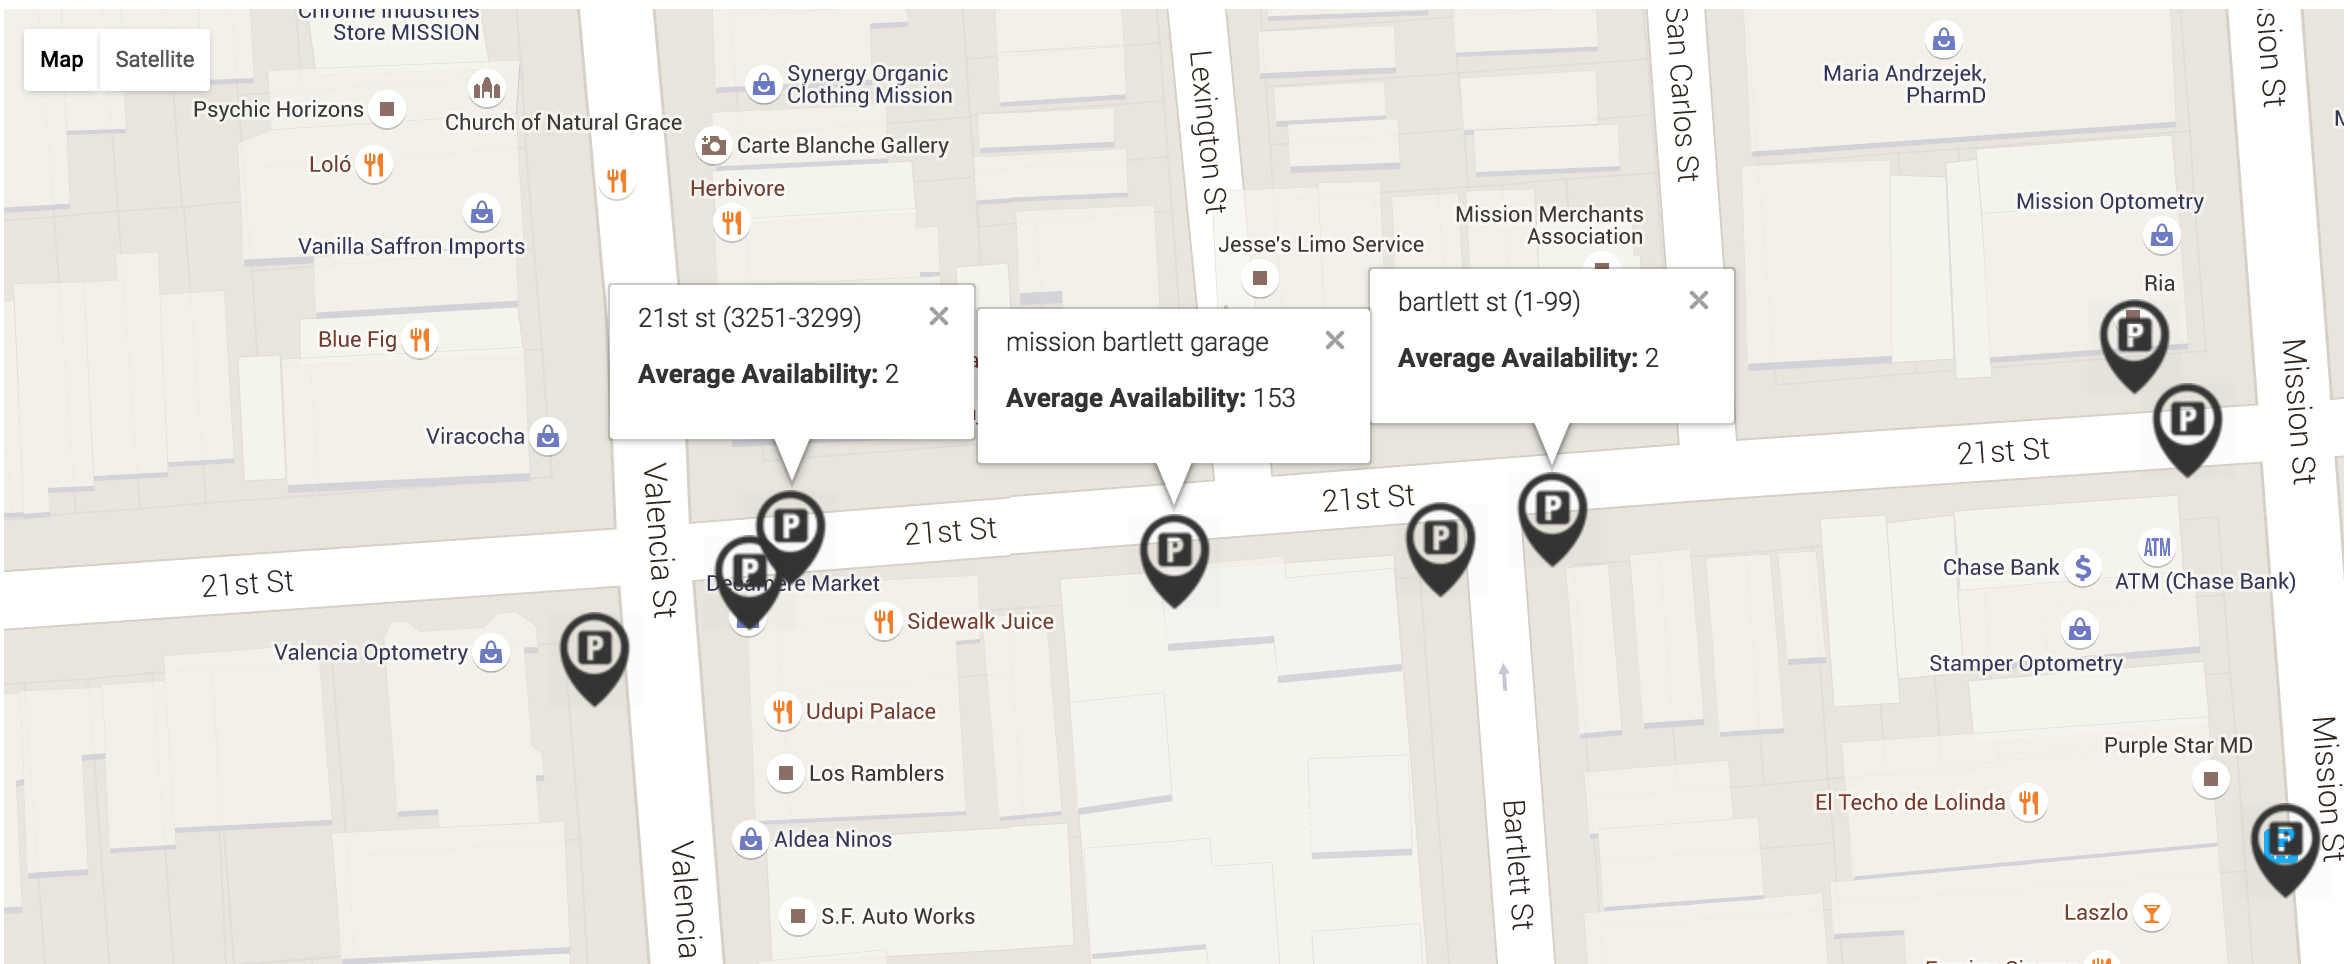 Chrome Industries
Store MISSION
Map
Satellite
Psychic Horizons
Church of Natural Grace
Loló
Vanilla Saffron Imports
Blue Fig
Viracocha
Synergy Organic
Clothing Mission
Carte Blanche Gallery
Herbivore
Lexington St
San Carlos St
Maria Andrzejek,
PharmD
Mission St
Mission Optometry
Ria
Mission Merchants
Association
Jesse's Limo Service
21st st (3251-3299)
Average Availability: 2
mission bartlett garage
Average Availability: 153
bartlett st (1-99)
Average Availability: 2
Valencia St
21st St
21st St
21st St
21st St
Mission St
P
P
P
P
P
P
P
P
Decamere Market
Sidewalk Juice
Valencia Optometry
Udupi Palace
Los Ramblers
Aldea Ninos
S.F. Auto Works
Valencia
Bartlett St
Chase Bank
ATM
ATM (Chase Bank)
Stamper Optometry
Purple Star MD
El Techo de Lolinda
Mission St
P
Laszlo